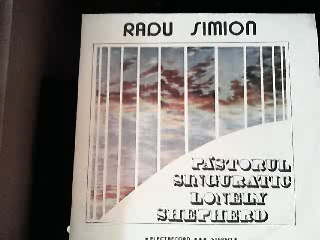 RADU SIMION
PĂSTORUL
SINGURATIC
LONELY
SHEPHERD
ELECTRECORD